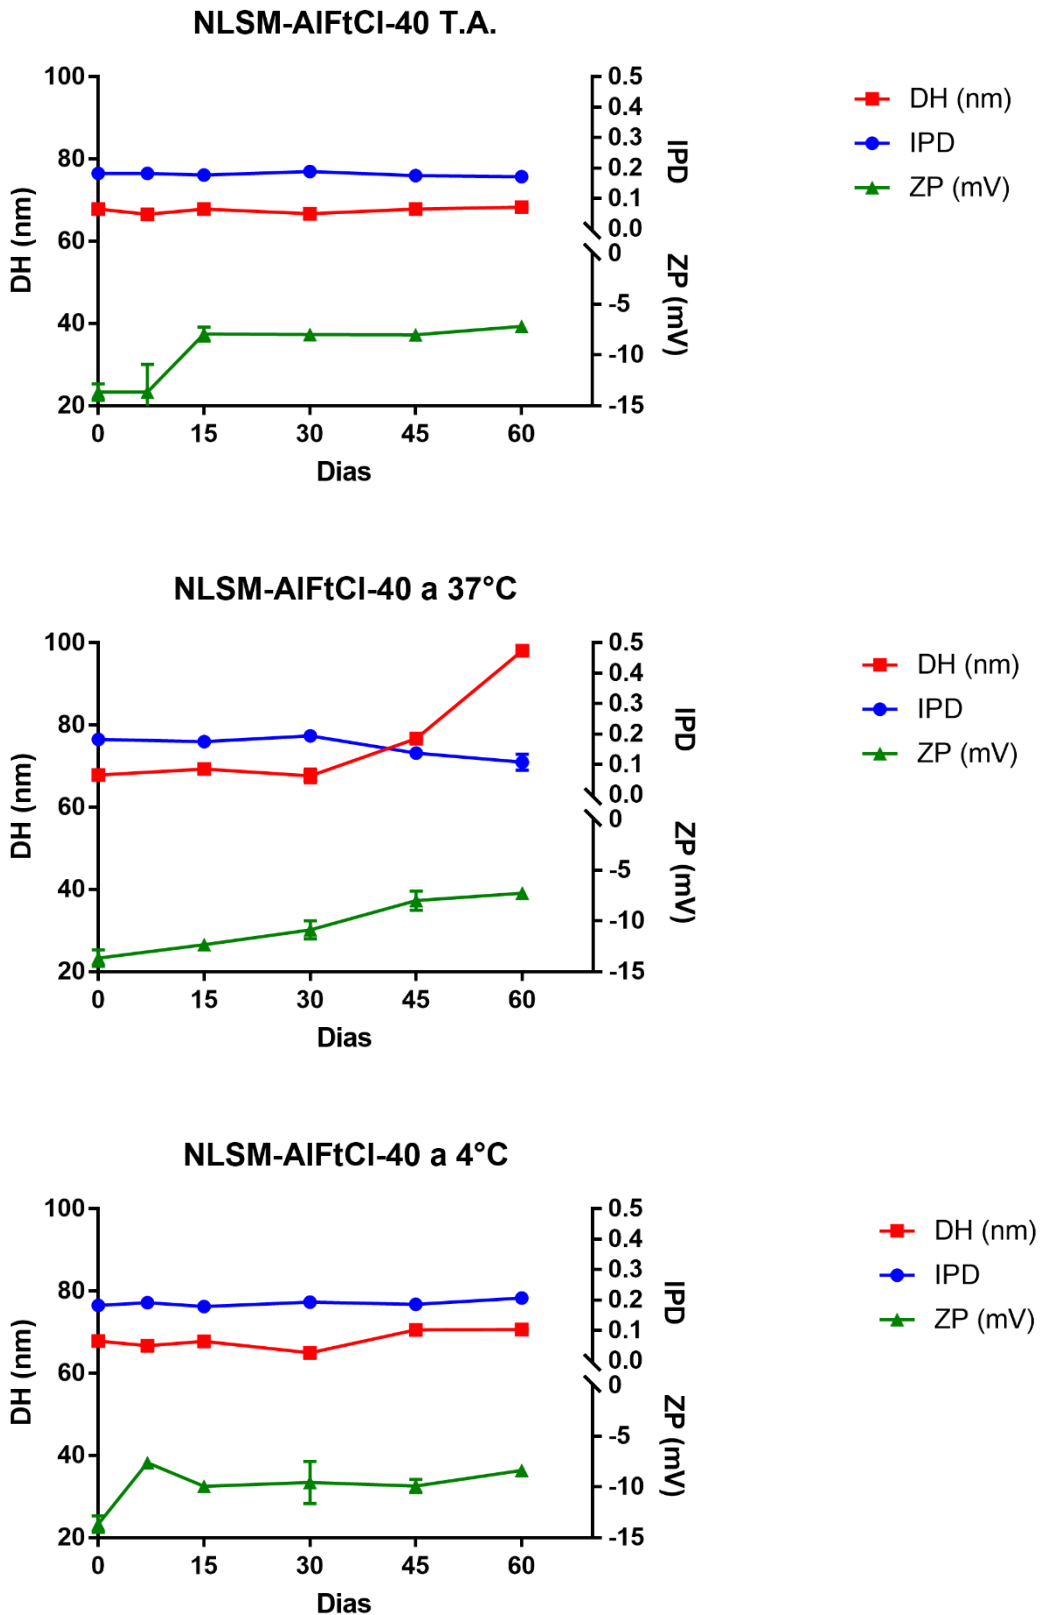 NLSM-AlFtCl-40 T.A.
100
80
60
40
20
DH (nm)
0 15 30 45 60
Dias
0.5
0.4
0.3
0.2
0.1
0.0
IPD
0
-5
-10
-15
ZP (mV)
DH (nm)
IPD
ZP (mV)
NLSM-AlFtCl-40 a 37°C
100
80
60
40
20
DH (nm)
0 15 30 45 60
Dias
0.5
0.4
0.3
0.2
0.1
0.0
IPD
0
-5
-10
-15
ZP (mV)
DH (nm)
IPD
ZP (mV)
NLSM-AlFtCl-40 a 4°C
100
80
60
40
20
DH (nm)
0 15 30 45 60
Dias
0.5
0.4
0.3
0.2
0.1
0.0
IPD
0
-5
-10
-15
ZP (mV)
DH (nm)
IPD
ZP (mV)